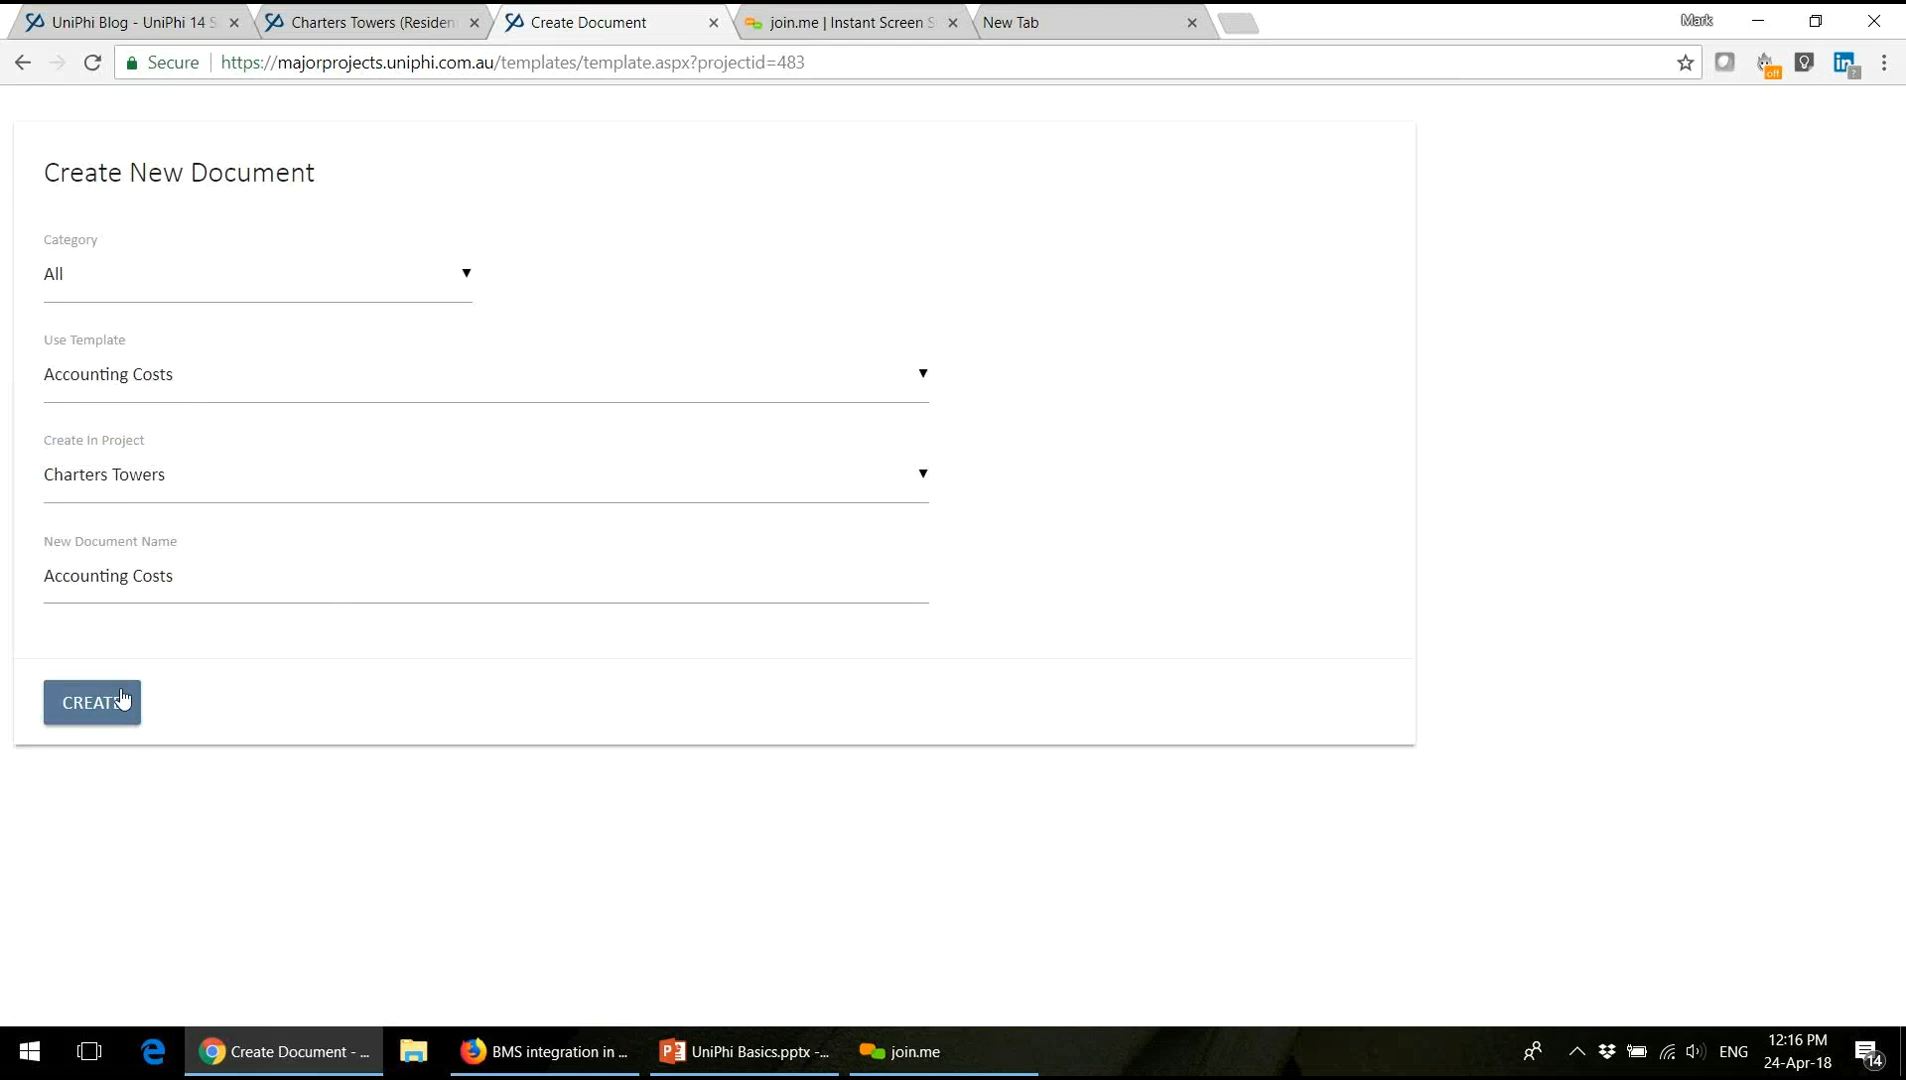 UniPhi Blog - UniPhi 14 S
Charters Towers (Residen
Create Document
join.me | Instant Screen S
New Tab
Mark
Secure
https://majorprojects.uniphi.com.au/templates/template.aspx?projectid=483
off
in
?
Create New Document
Category
All
Use Template
Accounting Costs
Create In Project
Charters Towers
New Document Name
Accounting Costs
CREATE
Create Document - ...
BMS integration in ...
UniPhi Basics.pptx -...
join.me
ENG
12:16 PM
24-Apr-18
14